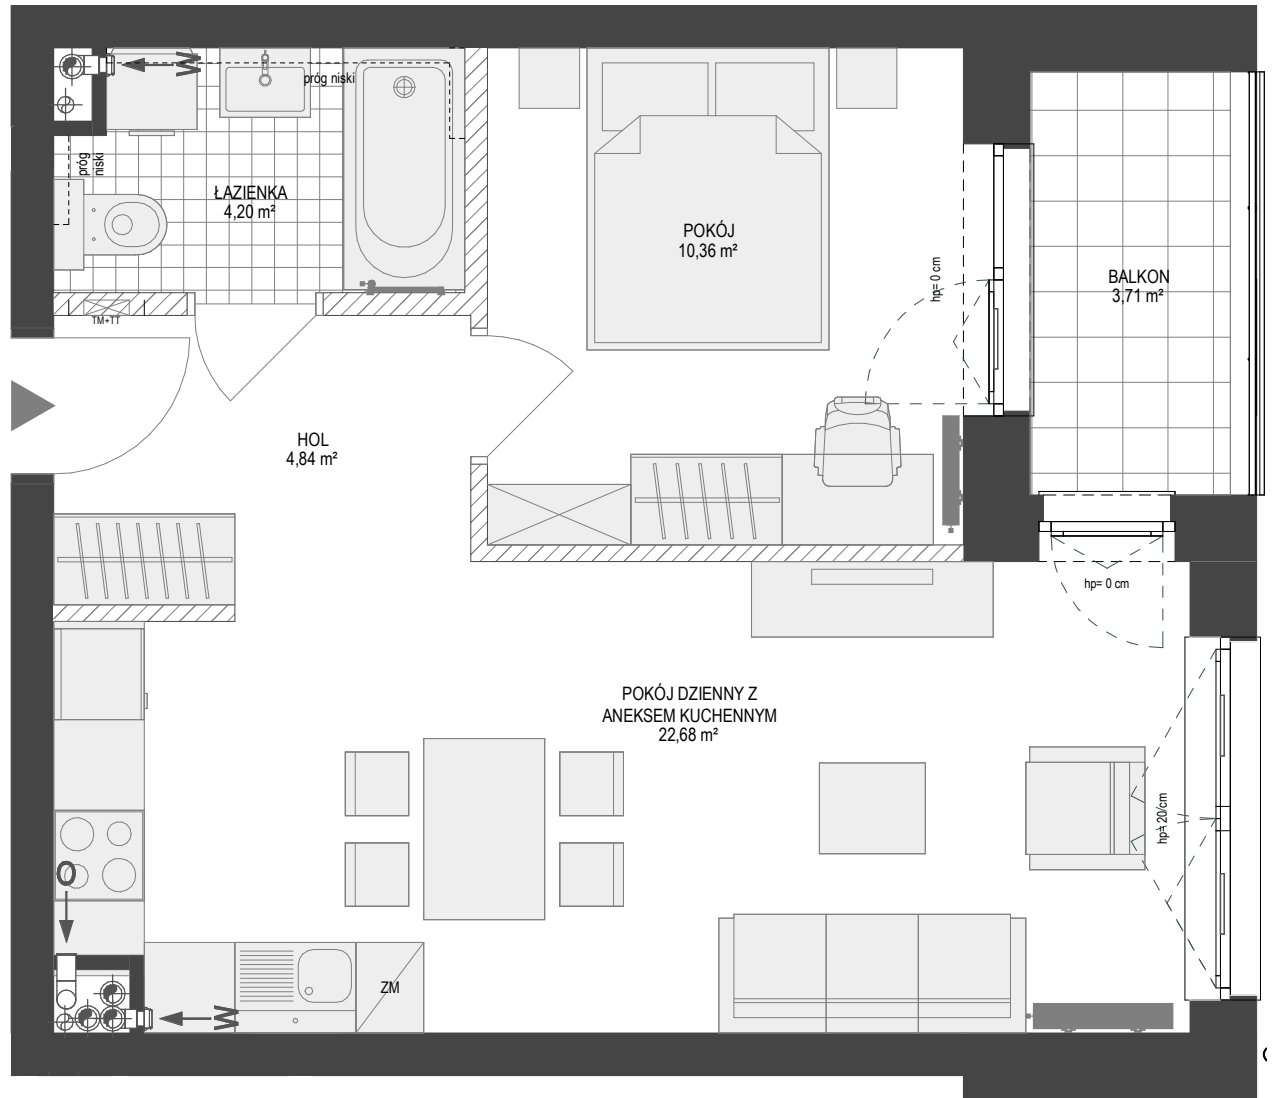 próg niski
próg
niski
ŁAZIENKA
4,20 m²
TM+TT
POKÓJ
10,36 m²
hp= 0 cm
BALKON
3,71 m²
HOL
4,84 m²
hp= 0 cm
POKÓJ DZIENNY Z
ANEKSEM KUCHENNYM
22,68 m²
hp= 20/cm
O
ZM
W
W